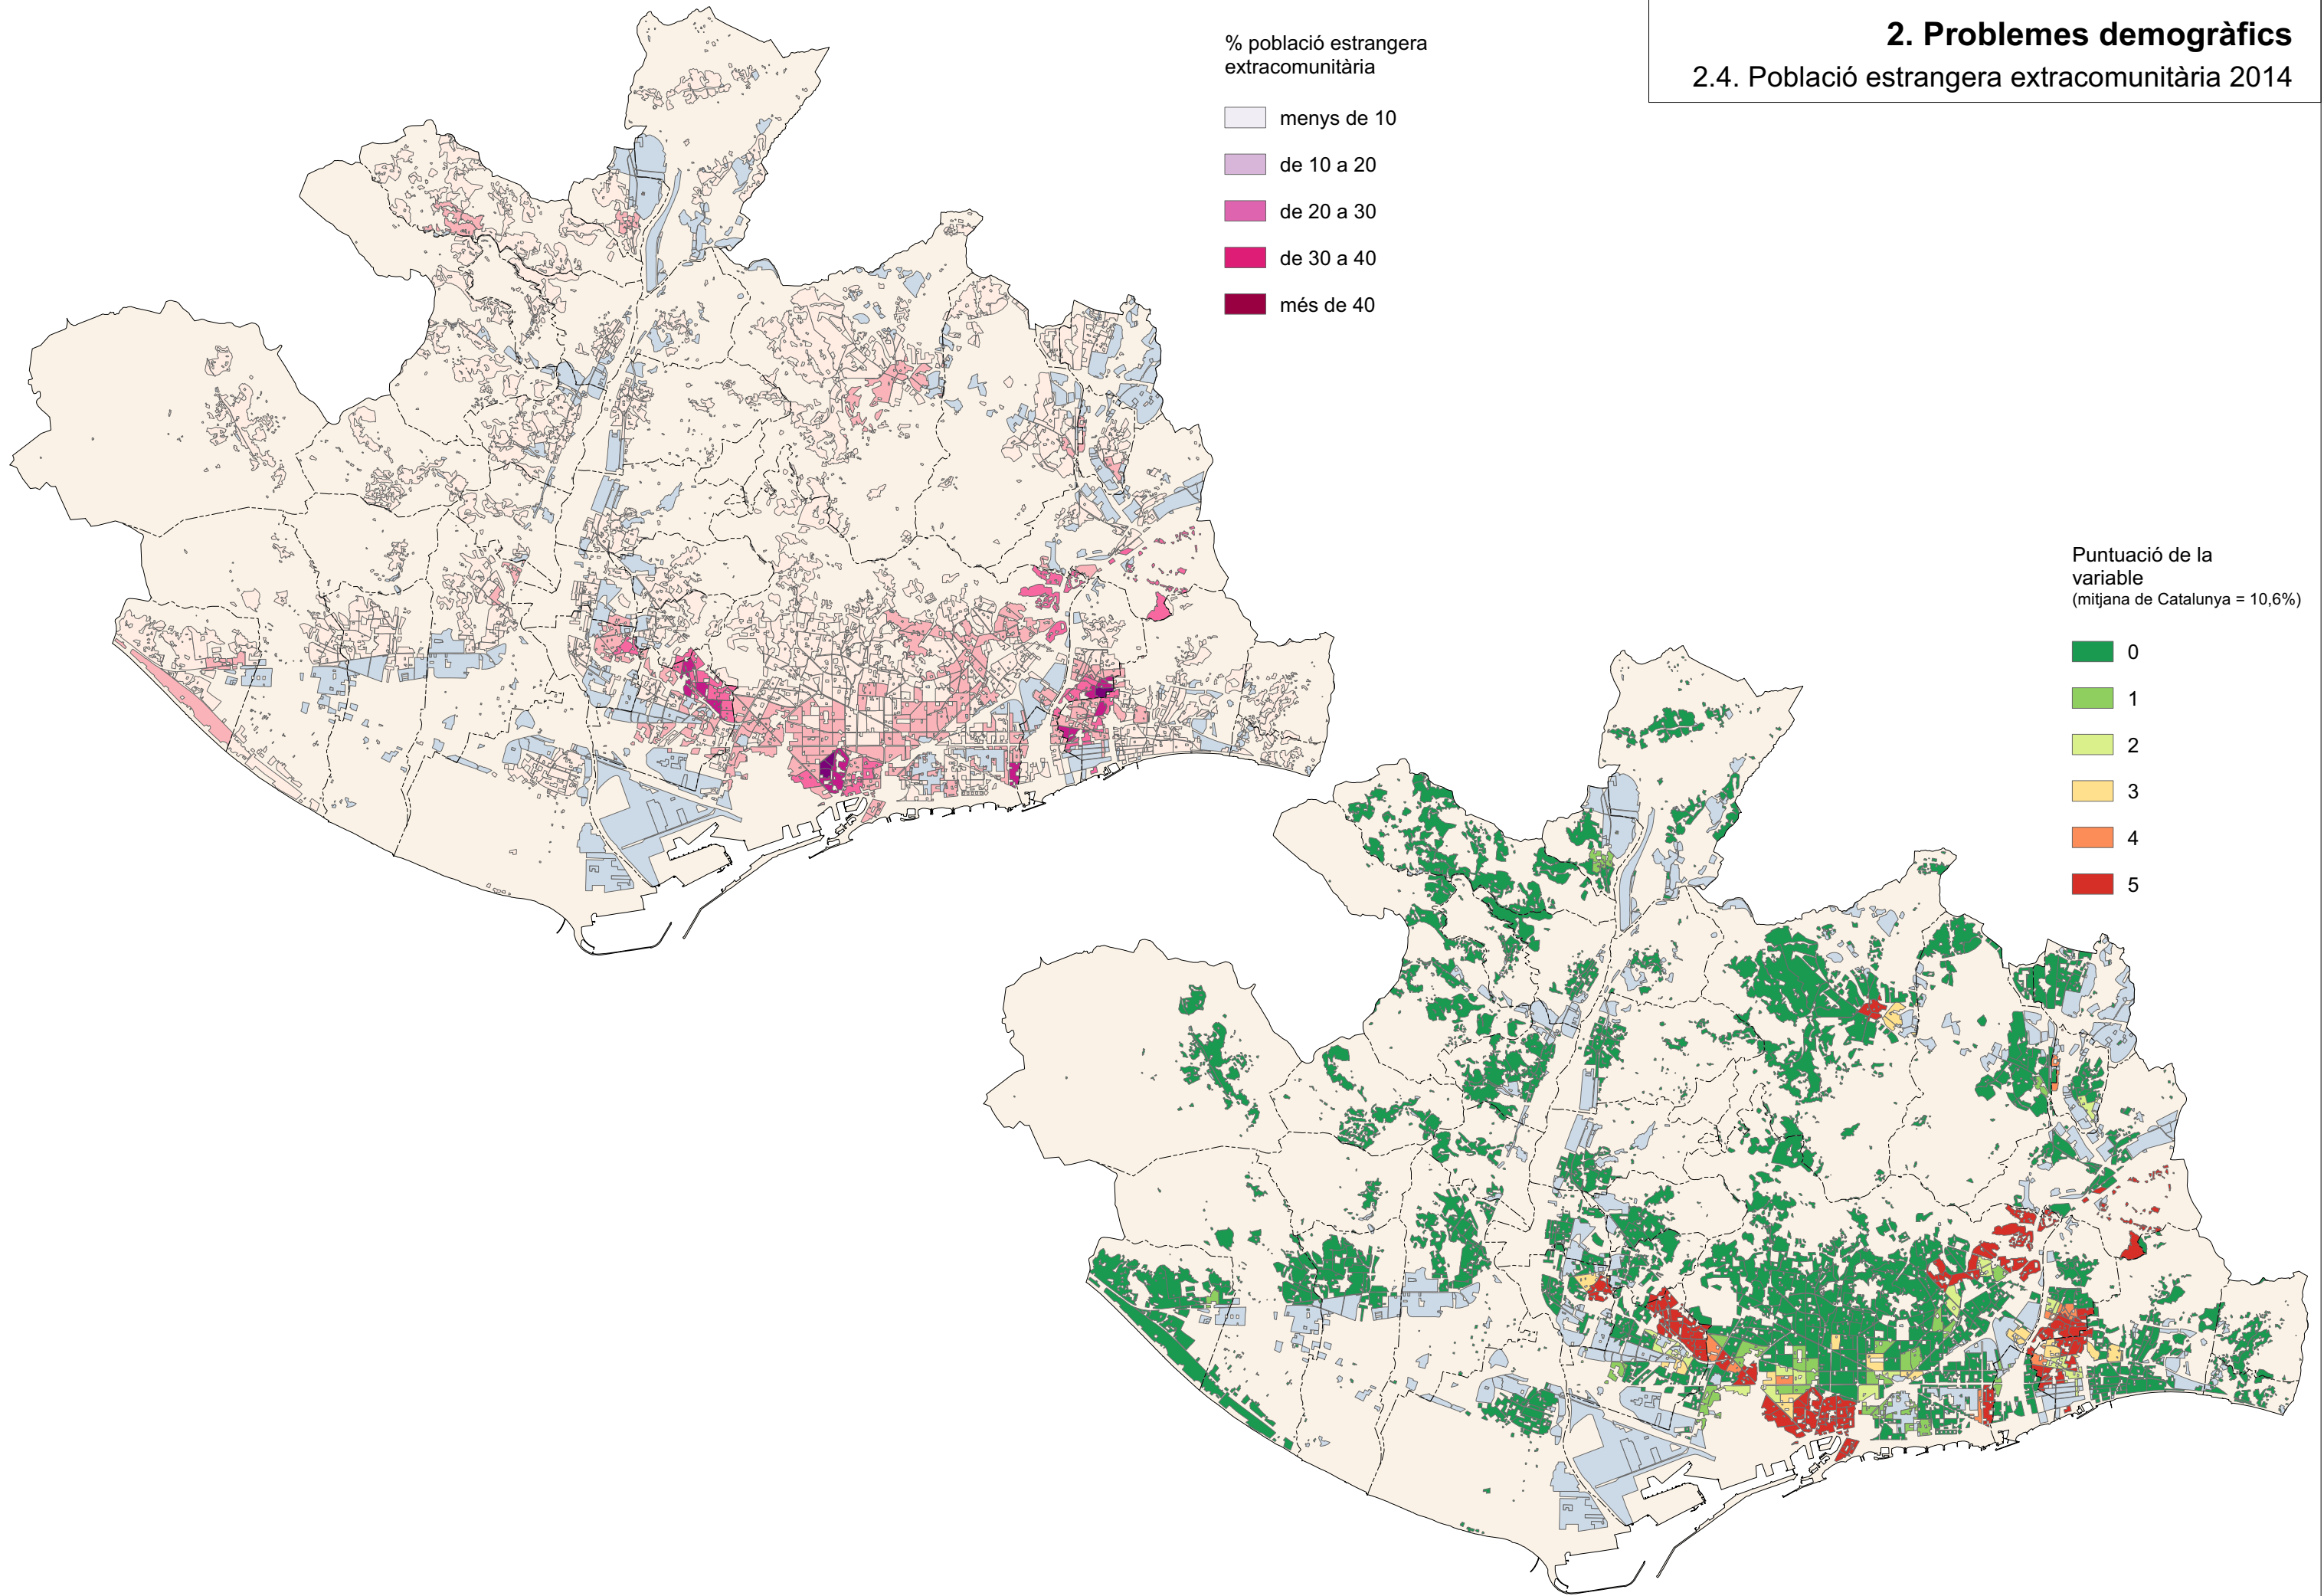 2. Problemes demogràfics
2.4. Població estrangera extracomunitària 2014
% població estrangera
extracomunitària
menys de 10
de 10 a 20
de 20 a 30
de 30 a 40
més de 40
Puntuació de la
variable
(mitjana de Catalunya = 10,6%)
0
1
2
3
4
5